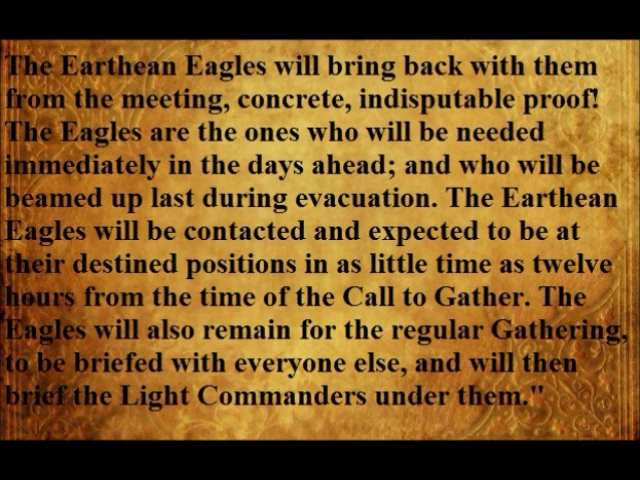 The Earthean Eagles will bring back with them
from the meeting, concrete, indisputable proof!
The Eagles are the ones who will be needed
immediately in the days ahead; and who will be
beamed up last during evacuation. The Earthean
Eagles will be contacted and expected to be at
their destined positions in as little time as twelve
hours from the time of the Call to Gather. The
Eagles will also remain for the regular Gathering,
to be briefed with everyone else, and will then
brief the Light Commanders under them."